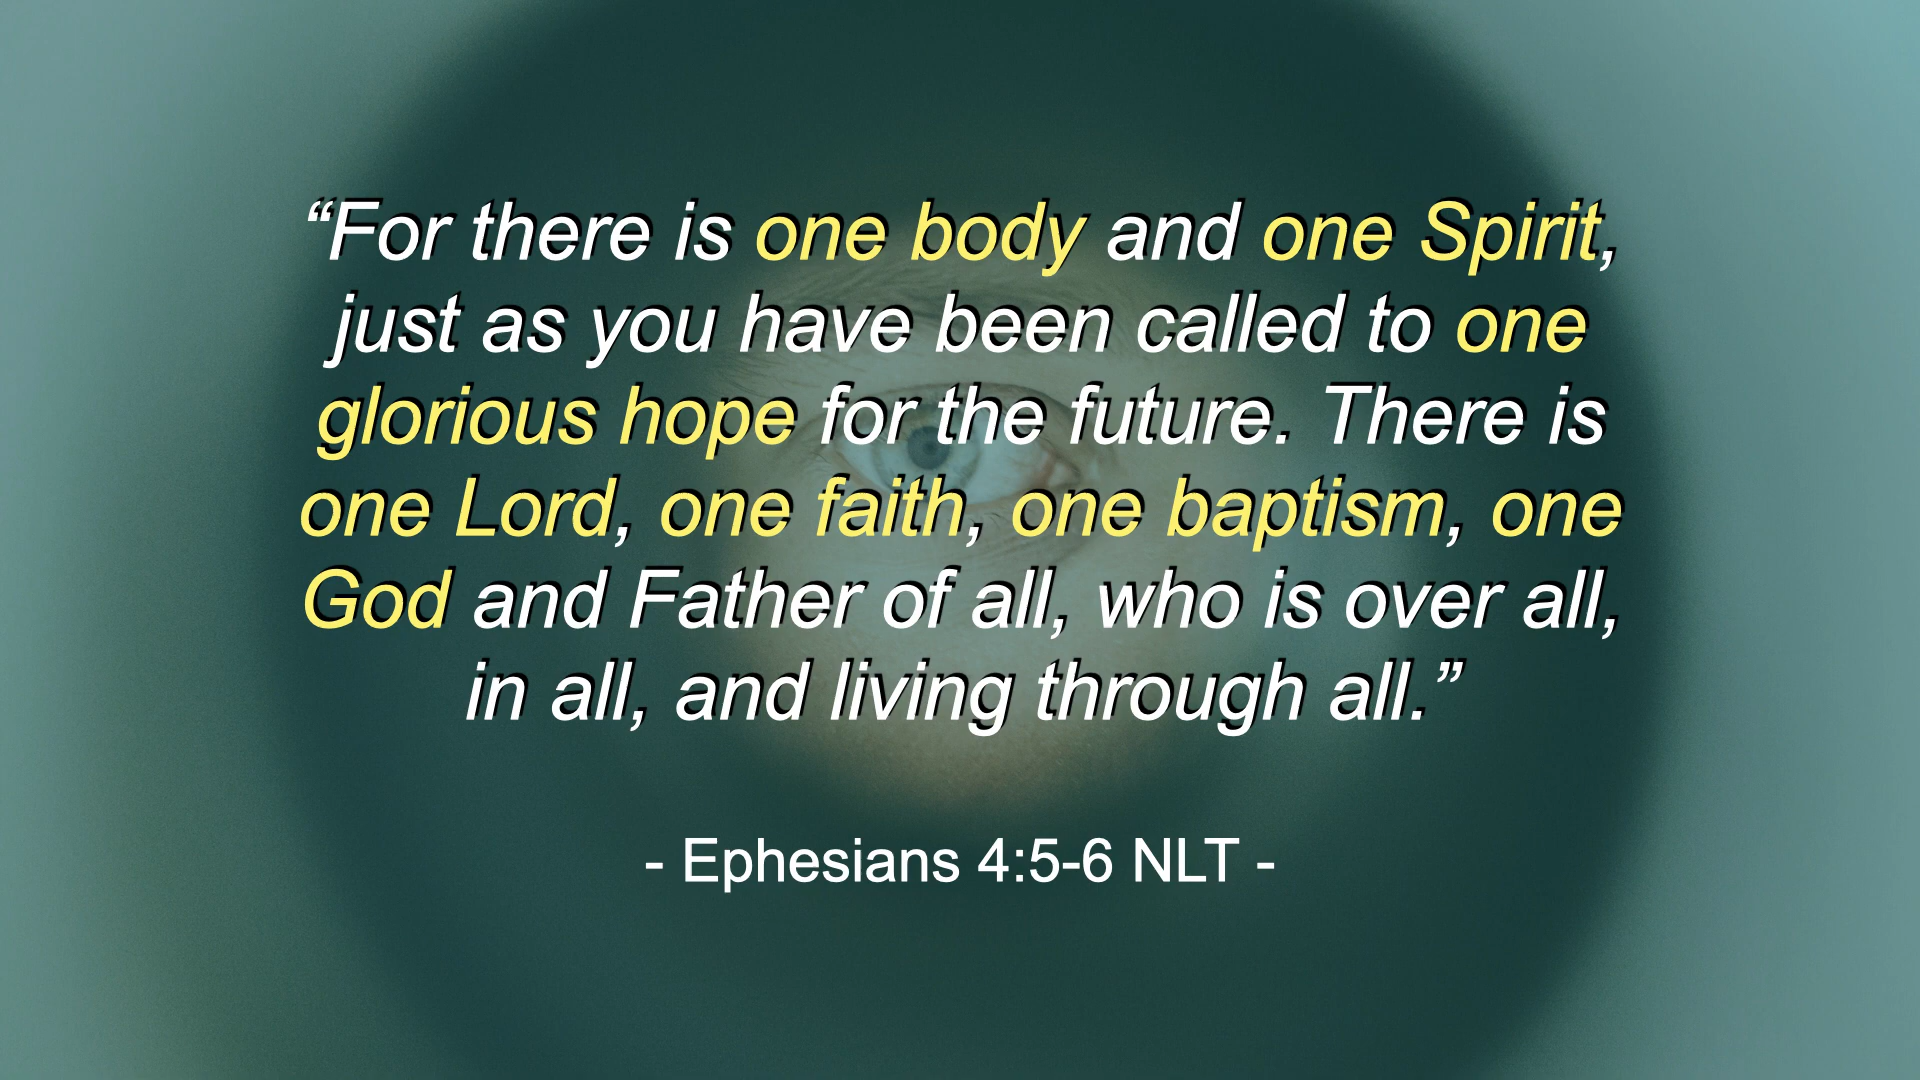 “For there is one body and one Spirit,
just as you have been called to one
glorious hope for the future. There is
one Lord, one faith, one baptism, one
God and Father of all, who is over all,
in all, and living through all.”
- Ephesians 4:5-6 NLT -